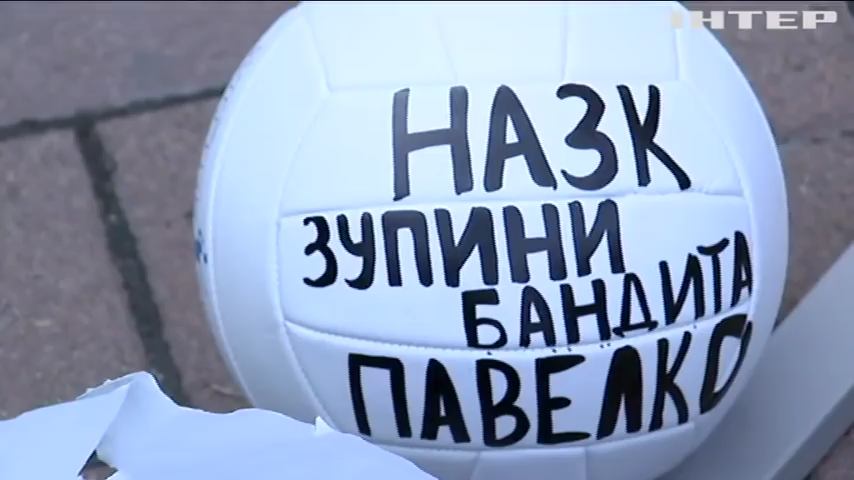 ІНТЕР
НАЗК
ЗУПИНИ
БАНДИТА
ПАВЕЛКО